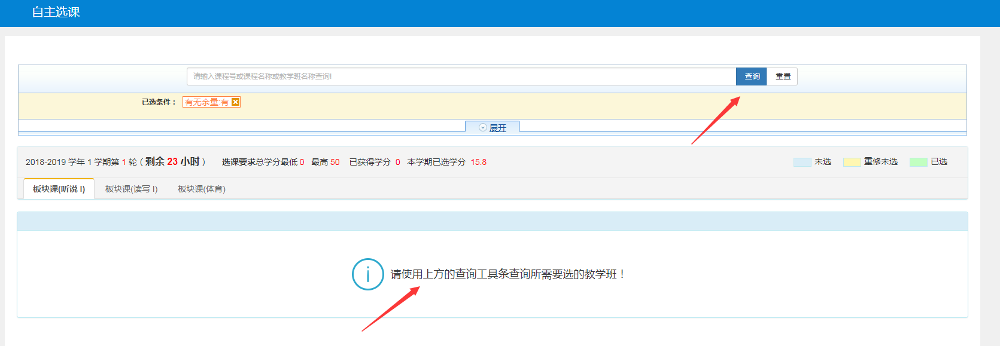 自主选课
请输入课程号或课程名称或教学班名称查询! 查询 重置
已选条件： 有无余量:有
展开
2018-2019 学年 1 学期第 1 轮 ( 剩余 23 小时 ) 选课要求总学分最低 0 最高 50 已获得学分 0 本学期已选学分 15.8 未选 重修未选 已选
板块课(听说 I) 板块课(读写 I) 板块课(体育)
请使用上方的查询工具条查询所需要选的教学班！